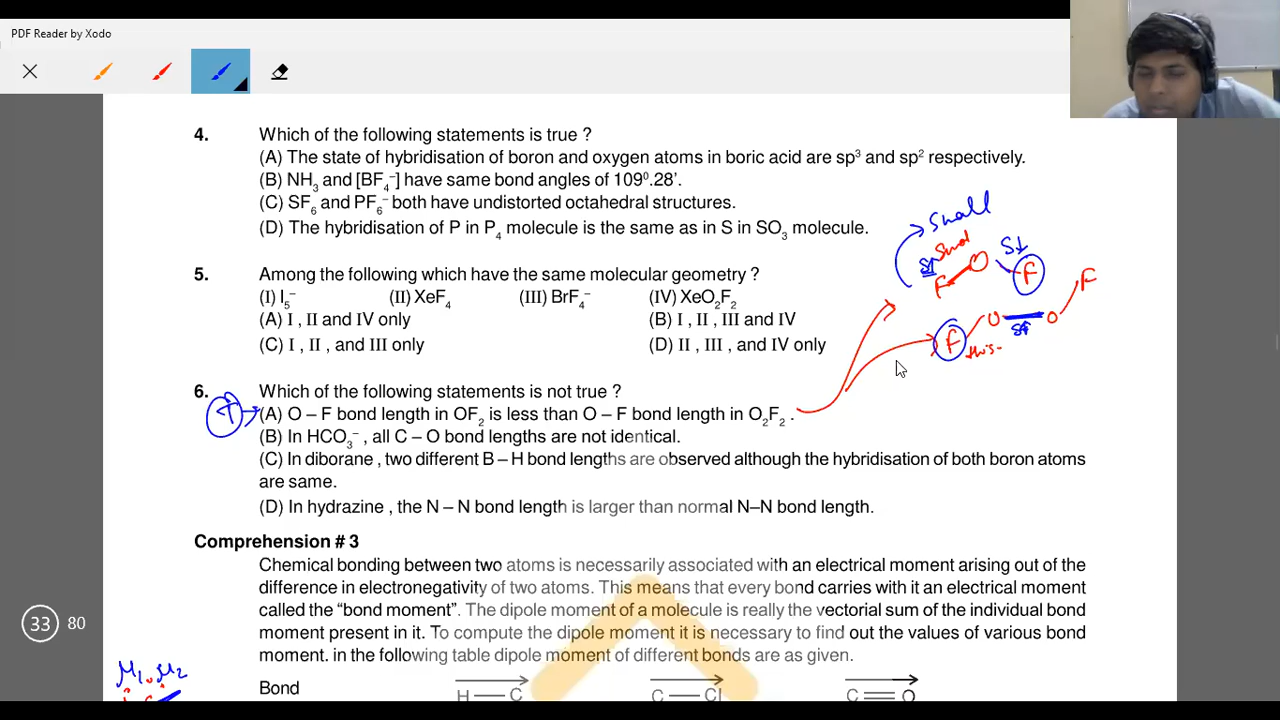 PDF Reader by Xodo
4. Which of the following statements is true ?
(A) The state of hybridisation of boron and oxygen atoms in boric acid are sp³ and sp² respectively.
(B) NH₃ and [BF₄⁻] have same bond angles of 109⁰.28'.
(C) SF₆ and PF₆⁻ both have undistorted octahedral structures.
(D) The hybridisation of P in P₄ molecule is the same as in S in SO₃ molecule.
Small
Small
S↓
F O F
F
5. Among the following which have the same molecular geometry ?
(I) I₅⁻ (II) XeF₄ (III) BrF₄⁻ (IV) XeO₂F₂
(A) I , II and IV only (B) I , II , III and IV
(C) I , II , and III only (D) II , III , and IV only
F O O
6. Which of the following statements is not true ?
T (A) O – F bond length in OF₂ is less than O – F bond length in O₂F₂ .
(B) In HCO₃⁻ , all C – O bond lengths are not identical.
(C) In diborane , two different B – H bond lengths are observed although the hybridisation of both boron atoms
are same.
(D) In hydrazine , the N – N bond length is larger than normal N–N bond length.
Comprehension # 3
Chemical bonding between two atoms is necessarily associated with an electrical moment arising out of the
difference in electronegativity of two atoms. This means that every bond carries with it an electrical moment
called the “bond moment”. The dipole moment of a molecule is really the vectorial sum of the individual bond
33 80
moment present in it. To compute the dipole moment it is necessary to find out the values of various bond
moment. in the following table dipole moment of different bonds are as given.
μ₁ μ₂
Bond H — C C — Cl C = O